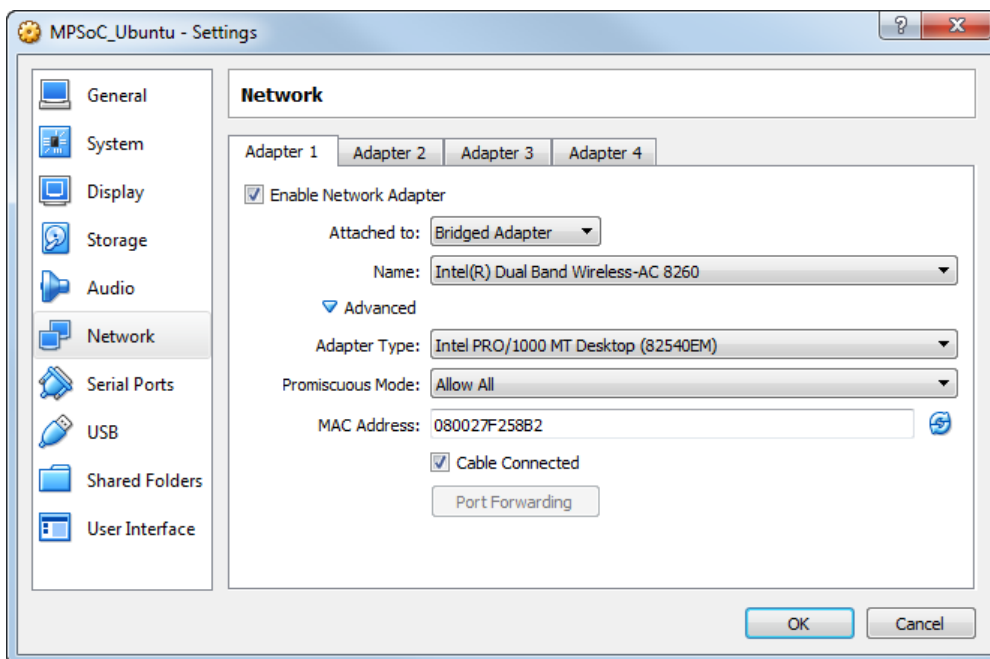 MPSoC_Ubuntu - Settings
General
System
Display
Storage
Audio
Network
Serial Ports
USB
Shared Folders
User Interface
Network
Adapter 1 Adapter 2 Adapter 3 Adapter 4
Enable Network Adapter
Attached to: Bridged Adapter
Name: Intel(R) Dual Band Wireless-AC 8260
Advanced
Adapter Type: Intel PRO/1000 MT Desktop (82540EM)
Promiscuous Mode: Allow All
MAC Address: 080027F258B2
Cable Connected
Port Forwarding
OK Cancel